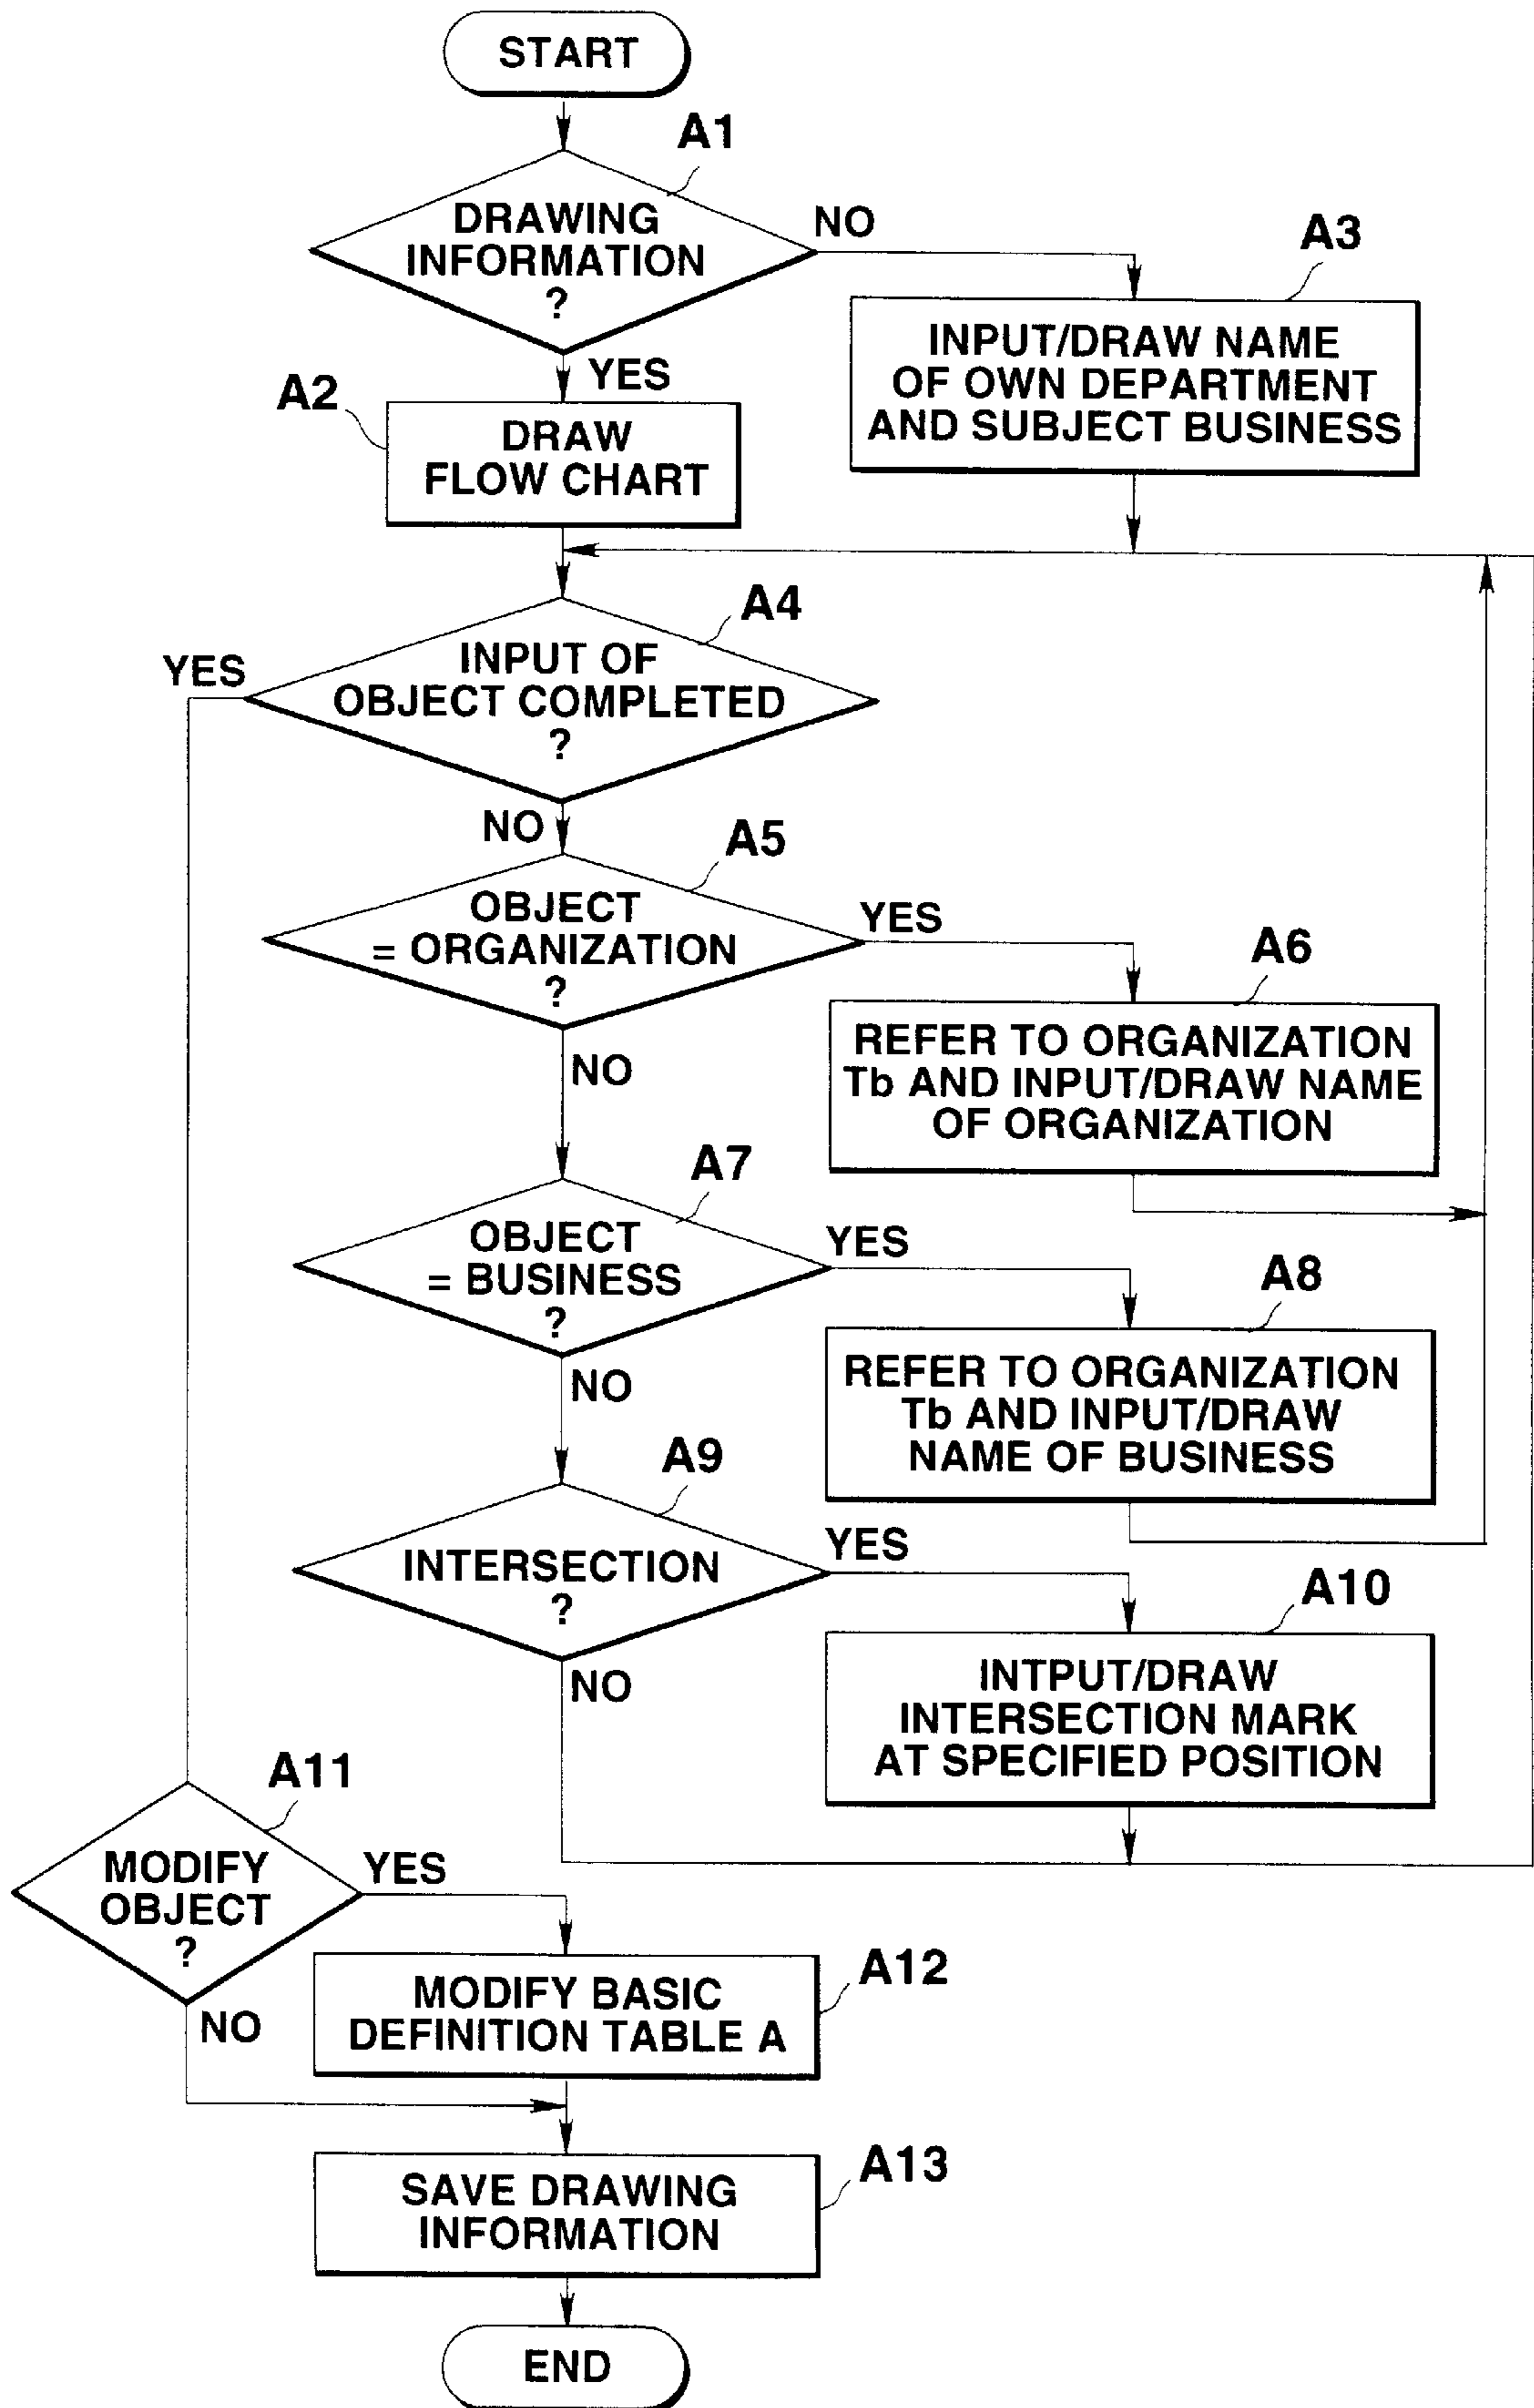 START
A1
DRAWING
INFORMATION
?
NO
A3
INPUT/DRAW NAME
OF OWN DEPARTMENT
AND SUBJECT BUSINESS
YES
A2
DRAW
FLOW CHART
A4
INPUT OF
OBJECT COMPLETED
?
YES
NO
A5
OBJECT
= ORGANIZATION
?
YES
A6
REFER TO ORGANIZATION
Tb AND INPUT/DRAW NAME
OF ORGANIZATION
NO
A7
OBJECT
= BUSINESS
?
YES
A8
REFER TO ORGANIZATION
Tb AND INPUT/DRAW
NAME OF BUSINESS
NO
A9
INTERSECTION
?
YES
A10
INTPUT/DRAW
INTERSECTION MARK
AT SPECIFIED POSITION
NO
A11
MODIFY
OBJECT
?
YES
A12
MODIFY BASIC
DEFINITION TABLE A
NO
A13
SAVE DRAWING
INFORMATION
END